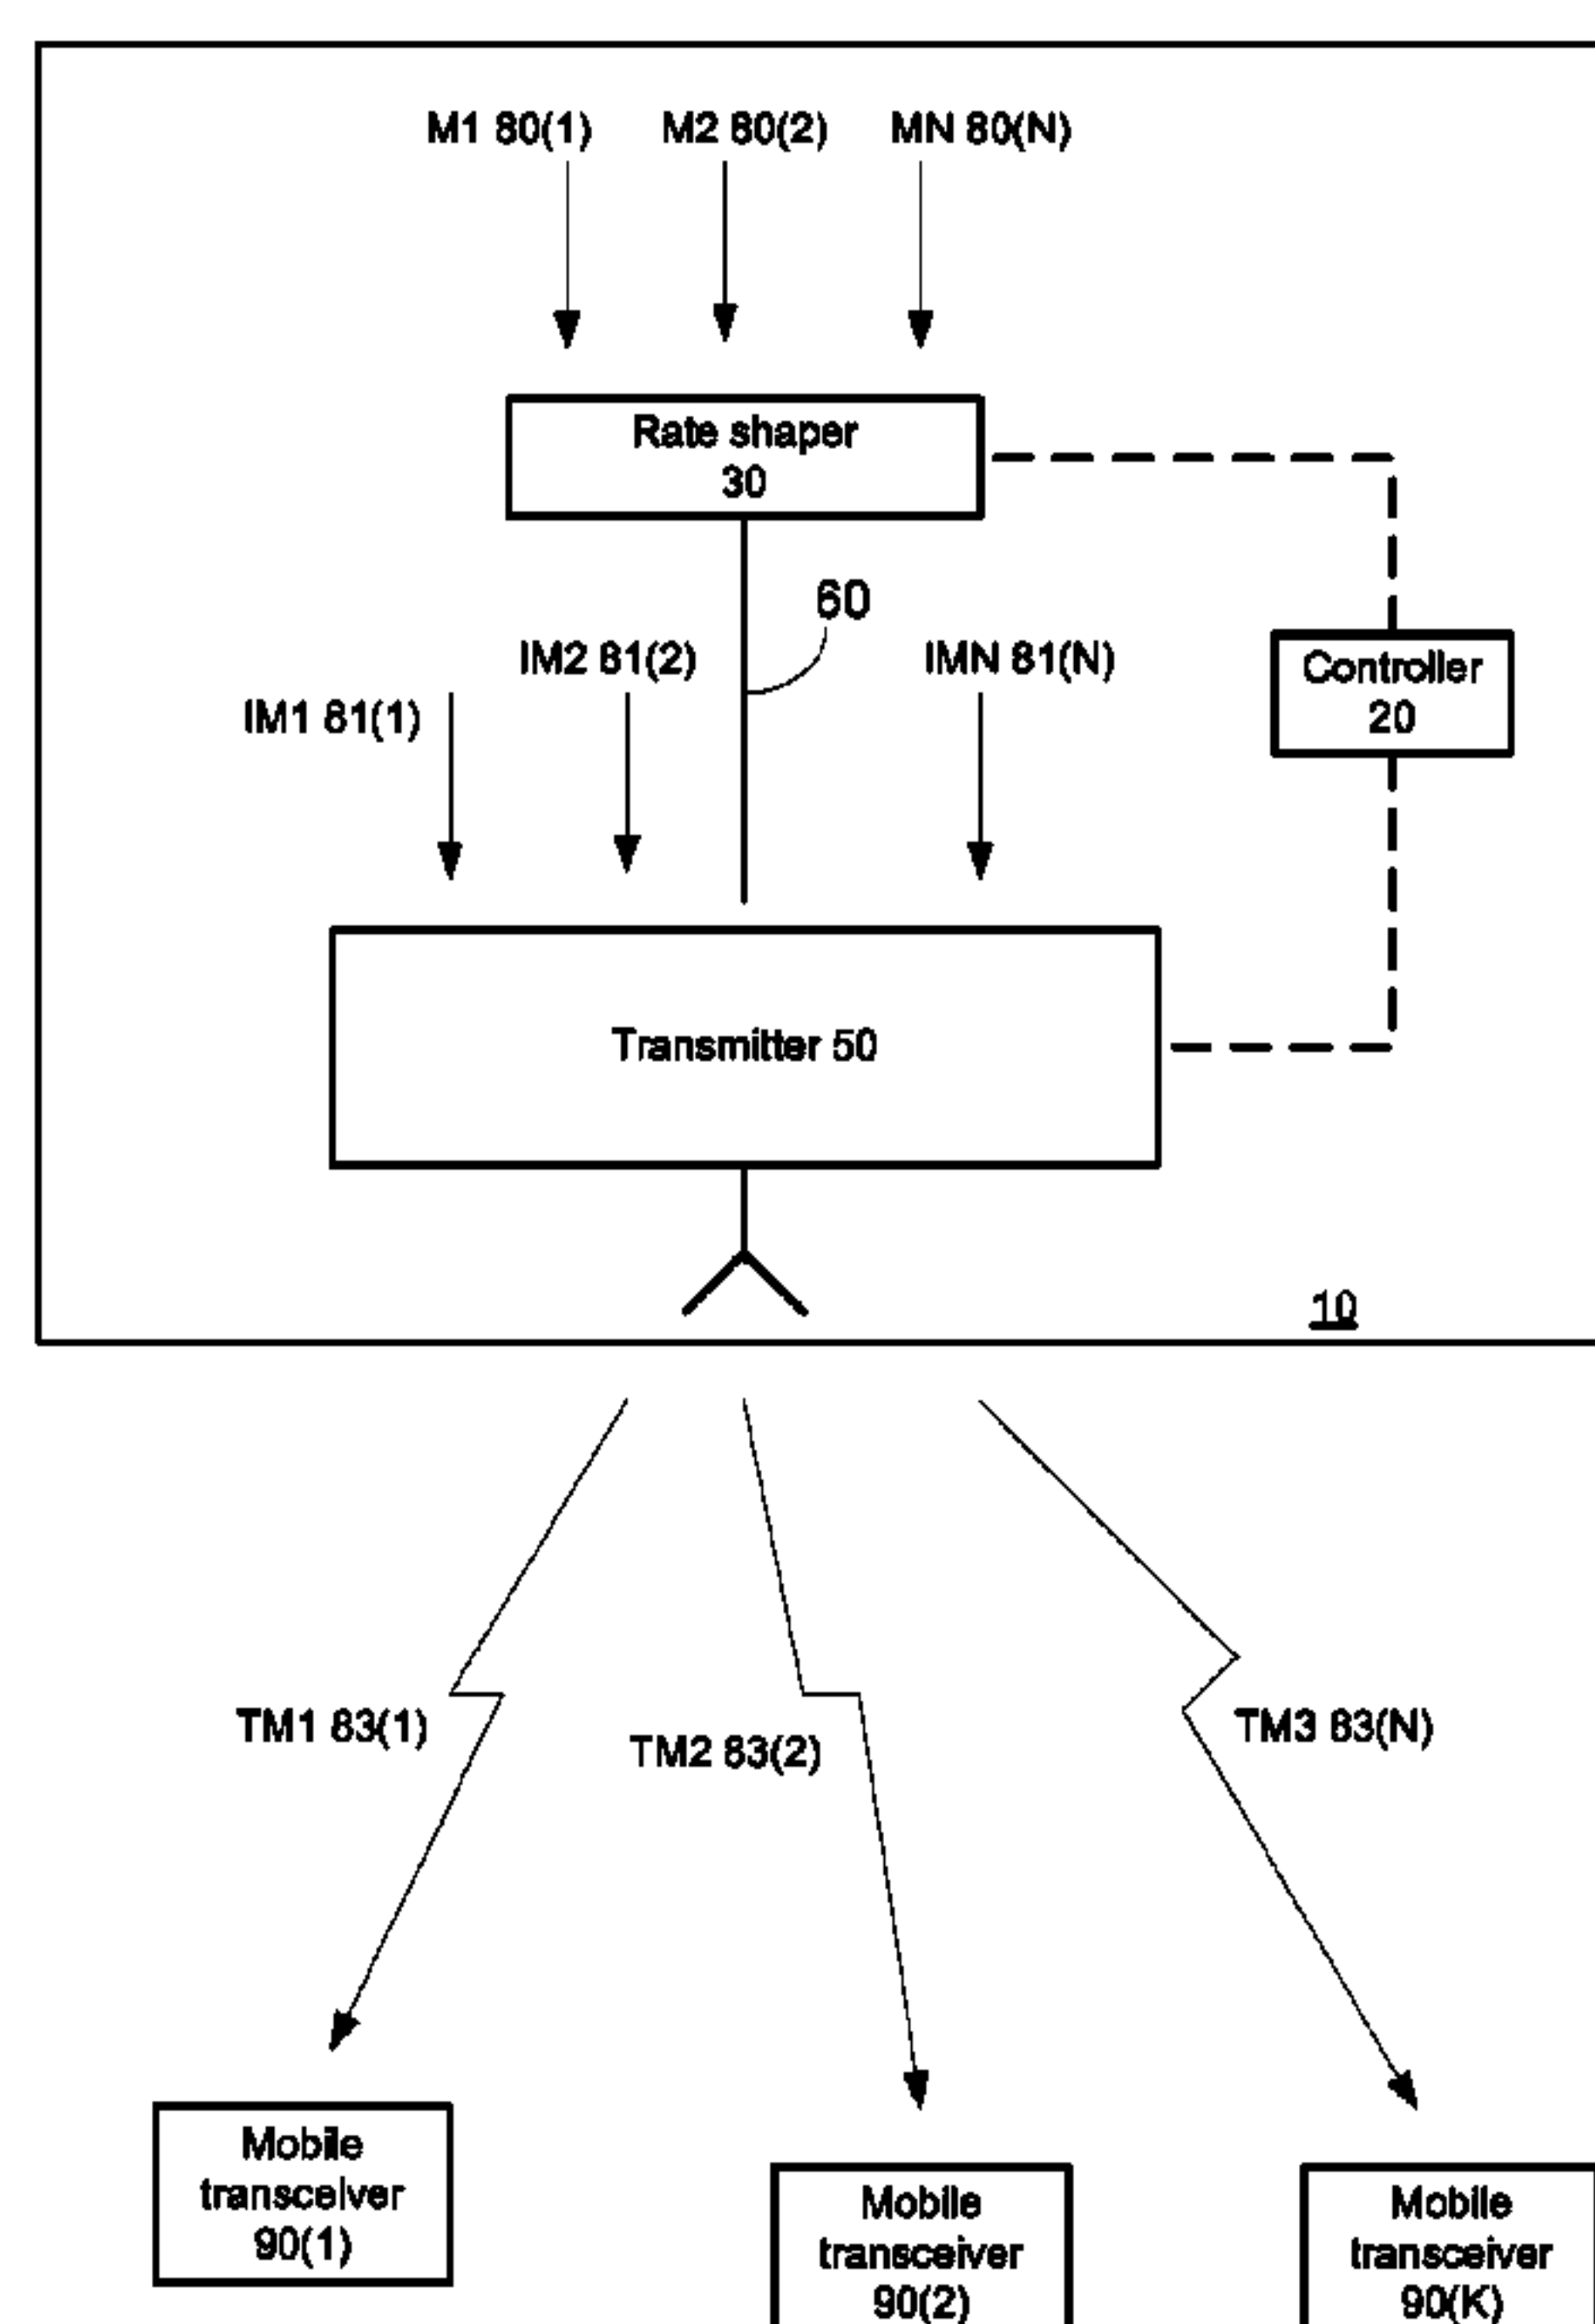 M1 80(1) M2 80(2) MN 80(N)
Rate shaper
30
60
IM2 81(2) IMN 81(N)
Controller
20
IM1 81(1)
Transmitter 50
10
TM1 83(1) TM2 83(2) TM3 83(N)
Mobile
transceiver
90(1)
Mobile
transceiver
90(2)
Mobile
transceiver
90(K)